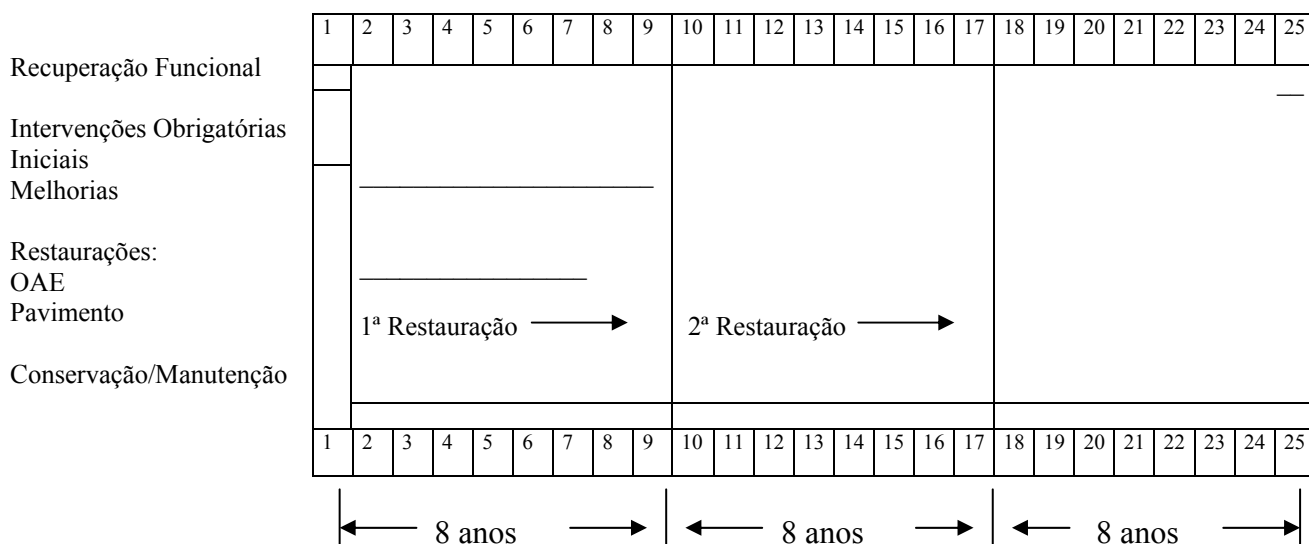 1 2 3 4 5 6 7 8 9 10 11 12 13 14 15 16 17 18 19 20 21 22 23 24 25
Recuperação Funcional
Intervenções Obrigatórias
Iniciais
Melhorias
Restaurações:
OAE
Pavimento
1ª Restauração 2ª Restauração
Conservação/Manutenção
1 2 3 4 5 6 7 8 9 10 11 12 13 14 15 16 17 18 19 20 21 22 23 24 25
8 anos 8 anos 8 anos